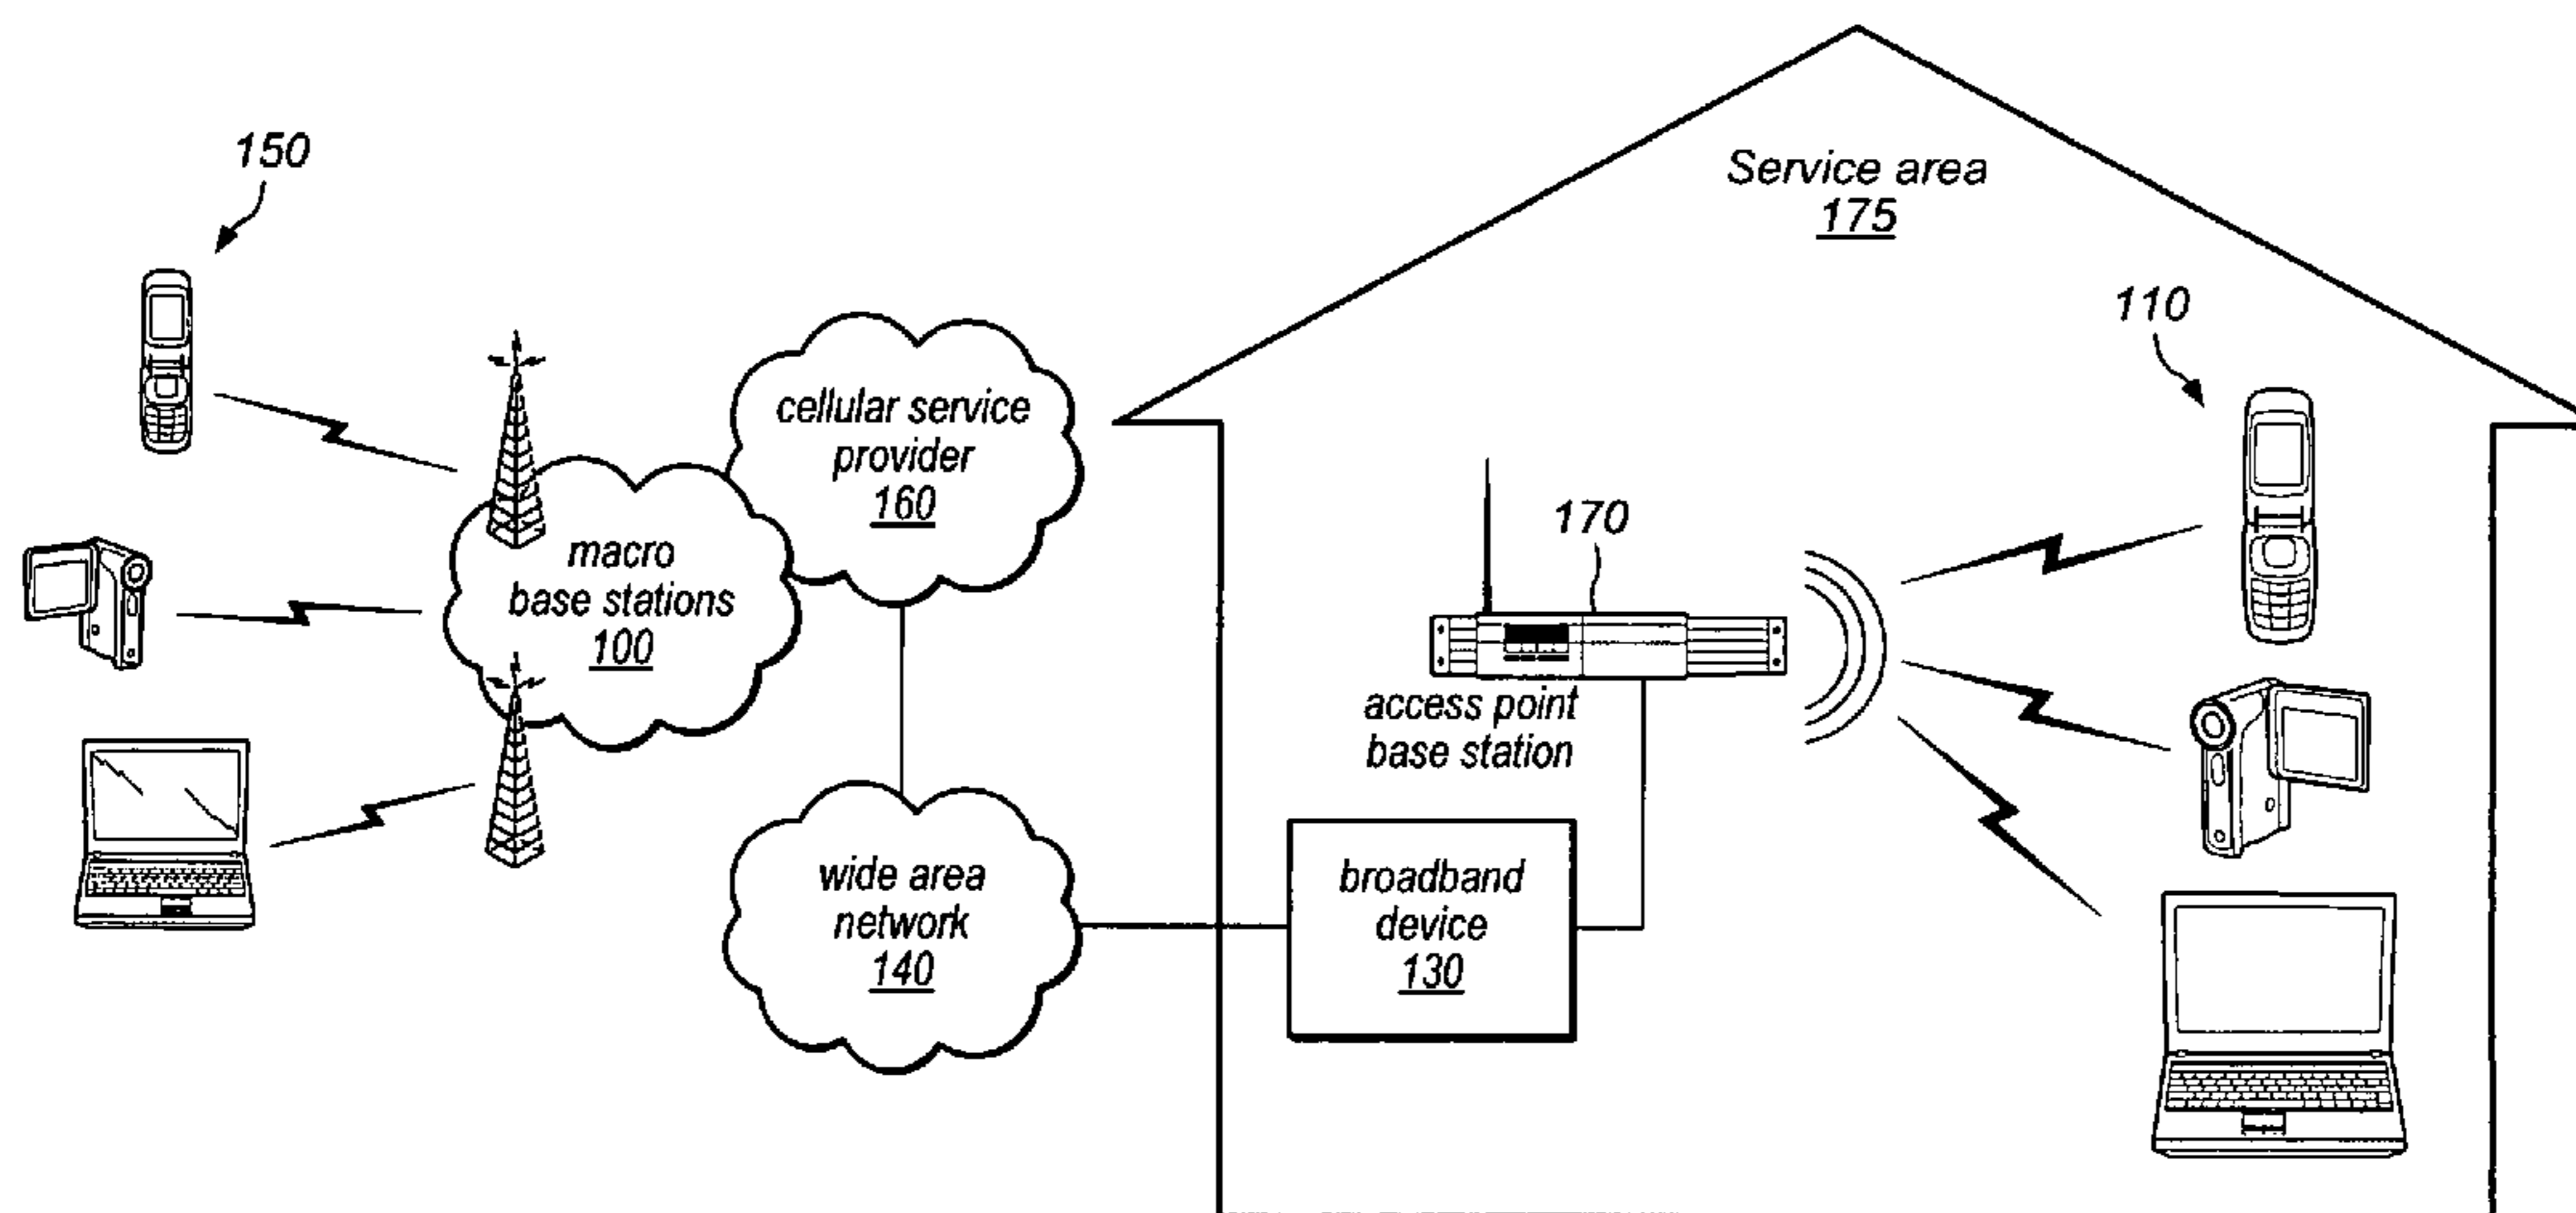 150
Service area
175
110
cellular service
provider
160
170
macro
base stations
100
access point
base station
wide area
network
140
broadband
device
130